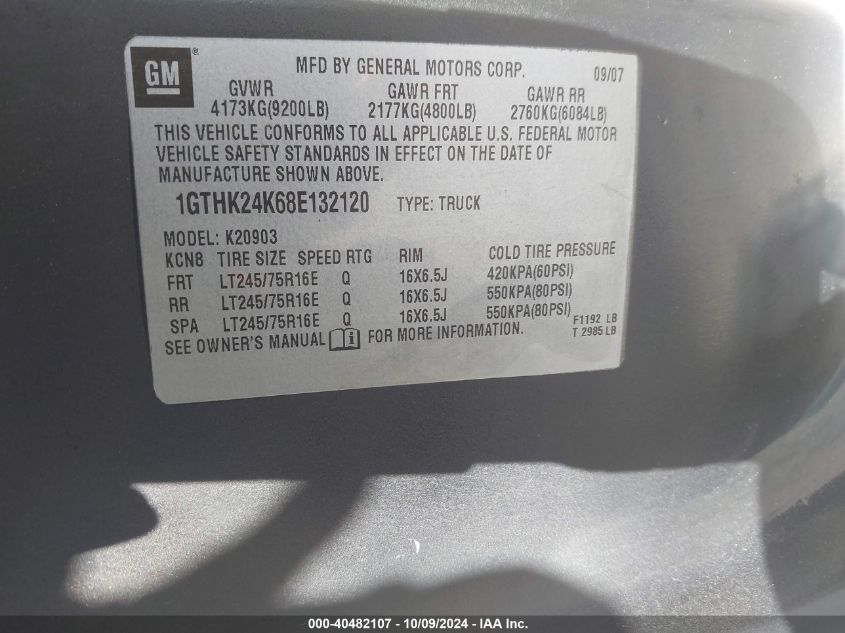 GM®
MFD BY GENERAL MOTORS CORP. 09/07
GVWR GAWR FRT GAWR RR
4173KG(9200LB) 2177KG(4800LB) 2760KG(6084LB)
THIS VEHICLE CONFORMS TO ALL APPLICABLE U.S. FEDERAL MOTOR
VEHICLE SAFETY STANDARDS IN EFFECT ON THE DATE OF
MANUFACTURE SHOWN ABOVE.
1GTHK24K68E132120 TYPE: TRUCK
MODEL: K20903
KCN8 TIRE SIZE SPEED RTG RIM COLD TIRE PRESSURE
FRT LT245/75R16E Q 16X6.5J 420KPA(60PSI)
RR LT245/75R16E Q 16X6.5J 550KPA(80PSI)
SPA LT245/75R16E Q 16X6.5J 550KPA(80PSI)
SEE OWNER'S MANUAL i FOR MORE INFORMATION.
F1192 LB
T 2985 LB
000-40482107 - 10/09/2024 - IAA Inc.